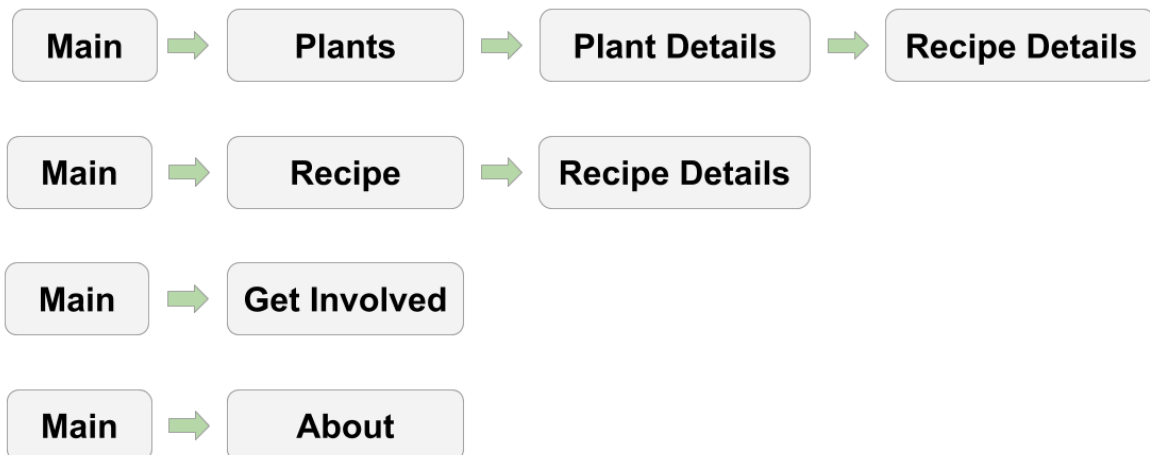 Main Plants Plant Details Recipe Details
Main Recipe Recipe Details
Main Get Involved
Main About